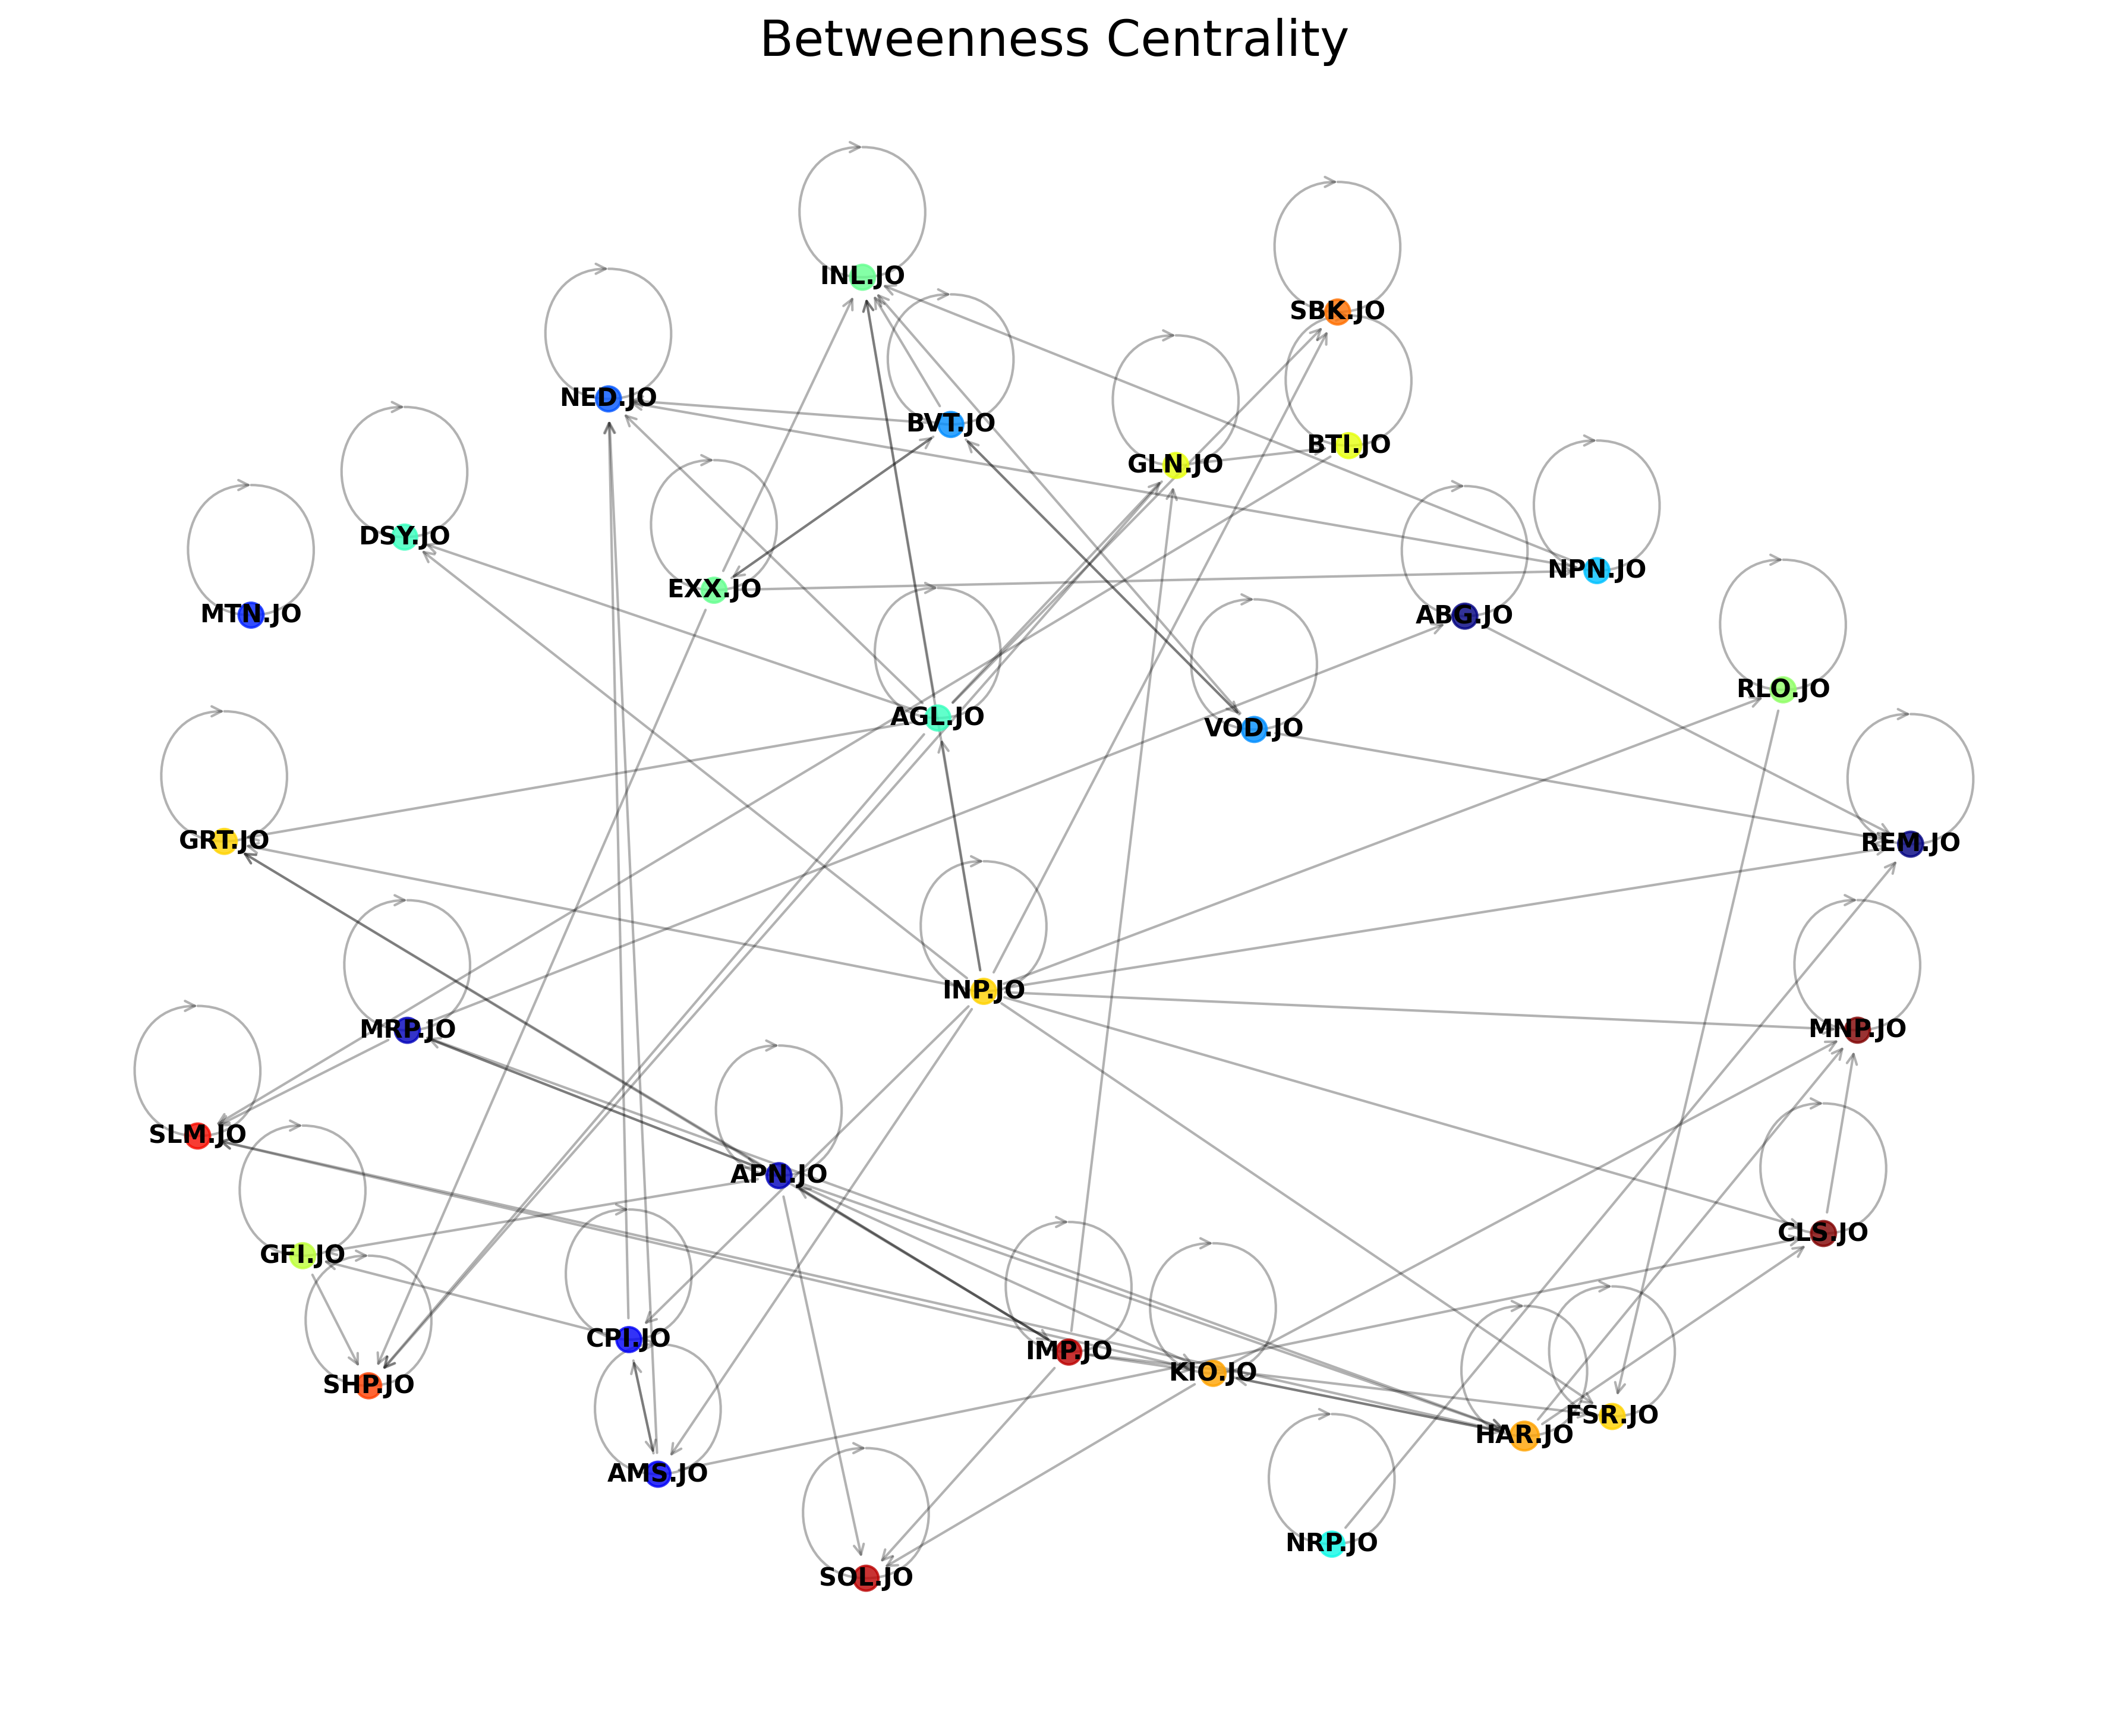 Betweenness Centrality
INL.JO
SBK.JO
NED.JO
BVT.JO
BTI.JO
GLN.JO
DSY.JO
NPN.JO
EXX.JO
MTN.JO
ABG.JO
RLO.JO
AGL.JO
VOD.JO
GRT.JO
REM.JO
INP.JO
MRP.JO
MNP.JO
SLM.JO
APN.JO
CLS.JO
GFI.JO
CPI.JO
IMP.JO
KIO.JO
SHP.JO
FSR.JO
HAR.JO
AMS.JO
NRP.JO
SOL.JO